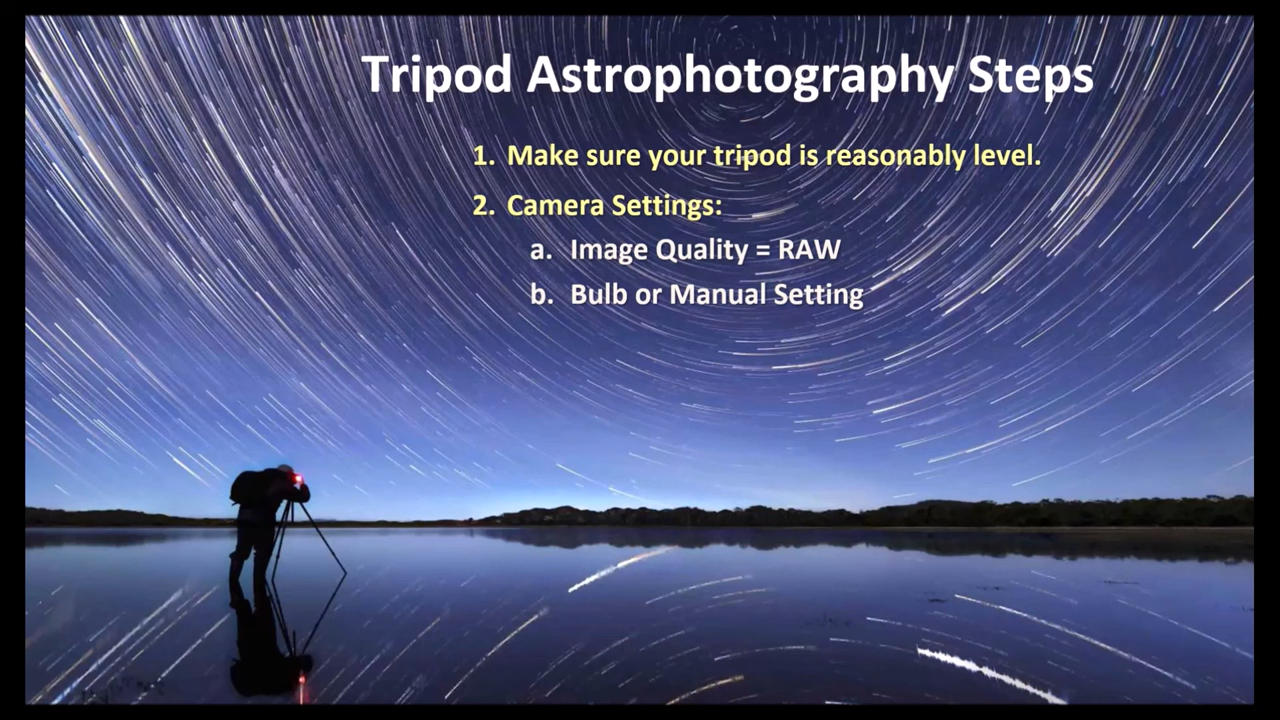 Tripod Astrophotography Steps
1. Make sure your tripod is reasonably level.
2. Camera Settings:
a. Image Quality = RAW
b. Bulb or Manual Setting